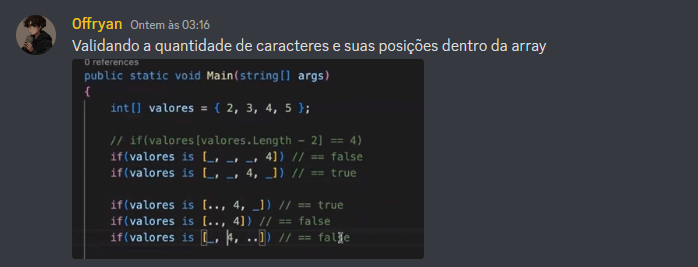 Offryan Ontem às 03:16
Validando a quantidade de caracteres e suas posições dentro da array
0 references
public static void Main(string[] args)
{
int[] valores = { 2, 3, 4, 5 };
// if(valores[valores.Length - 2] == 4)
if(valores is [_, _, _, 4]) // == false
if(valores is [_, _, 4, _]) // == true
if(valores is [.., 4, _]) // == true
if(valores is [.., 4]) // == false
if(valores is [_, 4, ..]) // == false